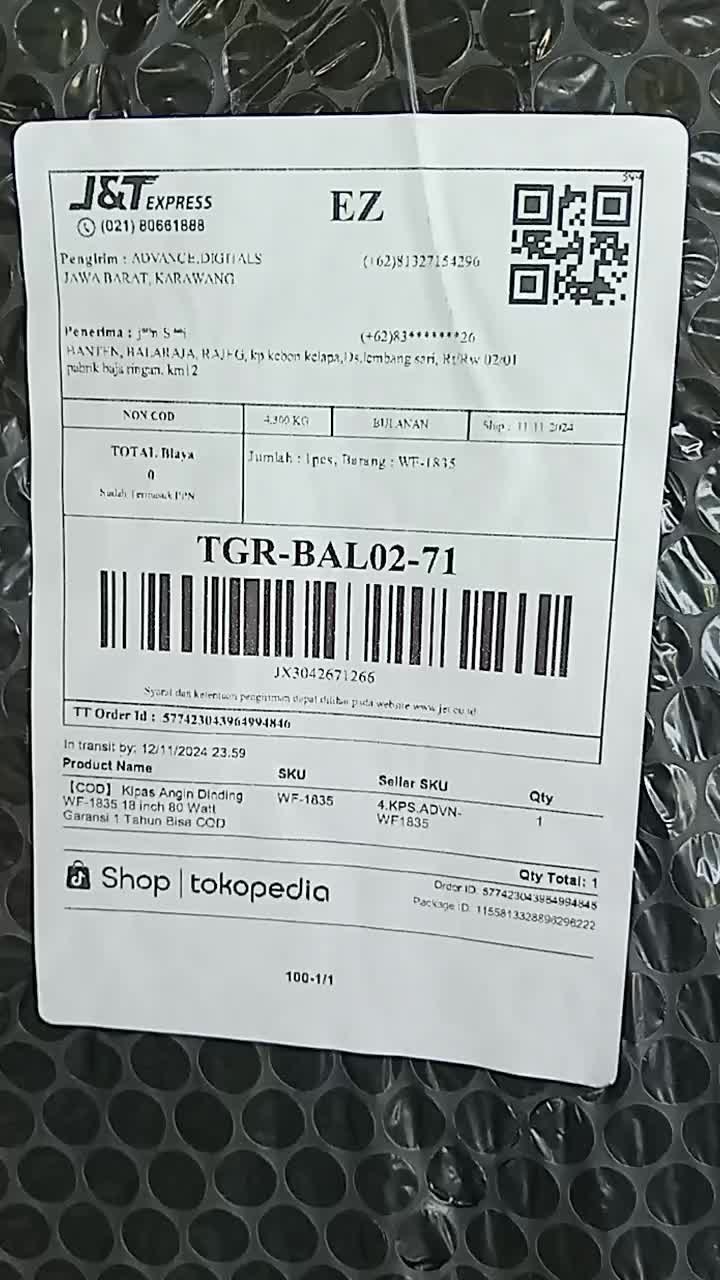 J&T EXPRESS
EZ
(021) 80661888
Pengirim : ADVANCE.DIGITALS
(+62)81327154296
JAWA BARAT, KARAWANG
Penerima : j**n S**i
(+62)83*******26
BANTEN, BALARAJA, RAJEG, kp kebon kelapa,Ds.lembang sari, Rt/Rw 02/01
pabrik baja ringan. km12
NON COD
4.300 KG
BULANAN
Ship : 11-11-2024
TOTAL Biaya
0
Sudah Termasuk PPN
Jumlah : 1pcs, Barang : WF-1835
TGR-BAL02-71
JX3042671266
Syarat dan ketentuan pengiriman dapat dilihat pada website www.jet.co.id
TT Order Id : 577423043964994846
In transit by: 12/11/2024 23.59
Product Name
SKU
Seller SKU
Qty
【COD】 Kipas Angin Dinding
WF-1835 18 inch 80 Watt
Garansi 1 Tahun Bisa COD
WF-1835
4.KPS.ADVN-
WF1835
1
Qty Total: 1
Shop | tokopedia
Order ID:
Package ID:
100-1/1